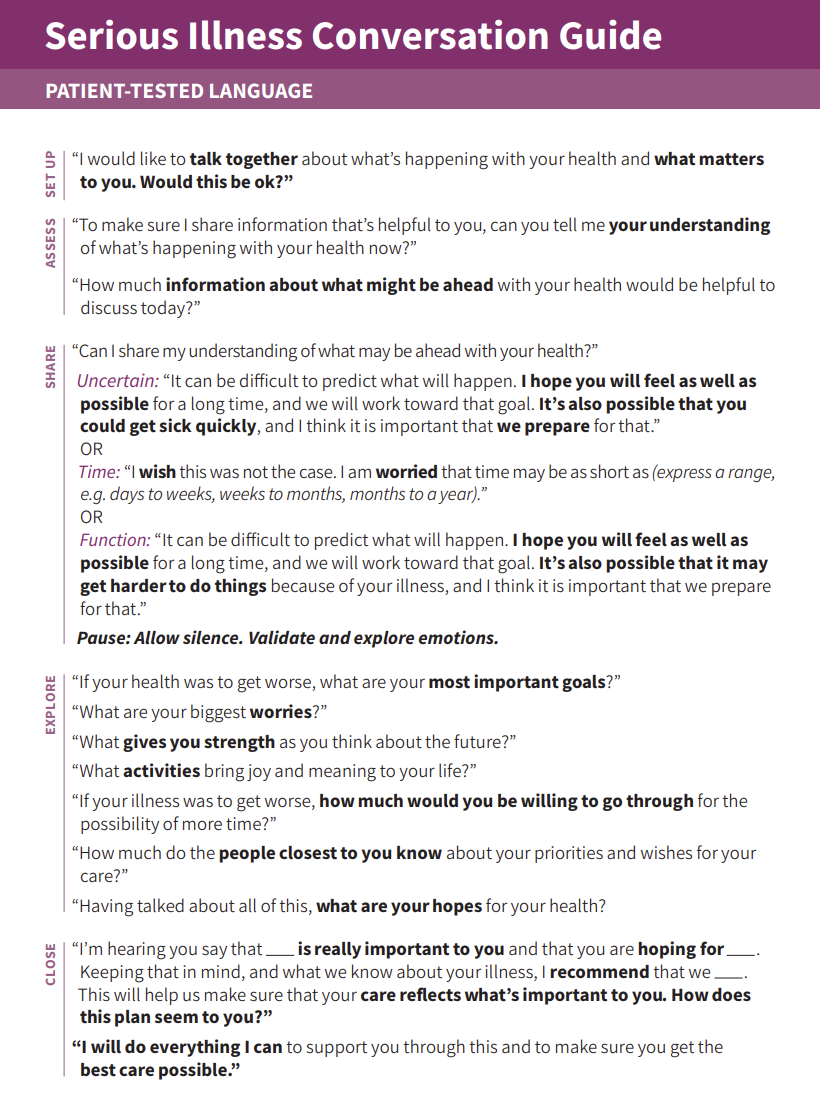 Serious Illness Conversation Guide
PATIENT-TESTED LANGUAGE
SET UP
“I would like to talk together about what’s happening with your health and what matters
to you. Would this be ok?”
ASSESS
“To make sure I share information that’s helpful to you, can you tell me your understanding
of what’s happening with your health now?”
“How much information about what might be ahead with your health would be helpful to
discuss today?”
SHARE
“Can I share my understanding of what may be ahead with your health?”
Uncertain: “It can be difficult to predict what will happen. I hope you will feel as well as
possible for a long time, and we will work toward that goal. It’s also possible that you
could get sick quickly, and I think it is important that we prepare for that.”
OR
Time: “I wish this was not the case. I am worried that time may be as short as (express a range,
e.g. days to weeks, weeks to months, months to a year).”
OR
Function: “It can be difficult to predict what will happen. I hope you will feel as well as
possible for a long time, and we will work toward that goal. It’s also possible that it may
get harder to do things because of your illness, and I think it is important that we prepare
for that.”
Pause: Allow silence. Validate and explore emotions.
EXPLORE
“If your health was to get worse, what are your most important goals?”
“What are your biggest worries?”
“What gives you strength as you think about the future?”
“What activities bring joy and meaning to your life?”
“If your illness was to get worse, how much would you be willing to go through for the
possibility of more time?”
“How much do the people closest to you know about your priorities and wishes for your
care?”
“Having talked about all of this, what are your hopes for your health?
CLOSE
“I’m hearing you say that ___ is really important to you and that you are hoping for ___.
Keeping that in mind, and what we know about your illness, I recommend that we ___.
This will help us make sure that your care reflects what’s important to you. How does
this plan seem to you?”
“I will do everything I can to support you through this and to make sure you get the
best care possible.”